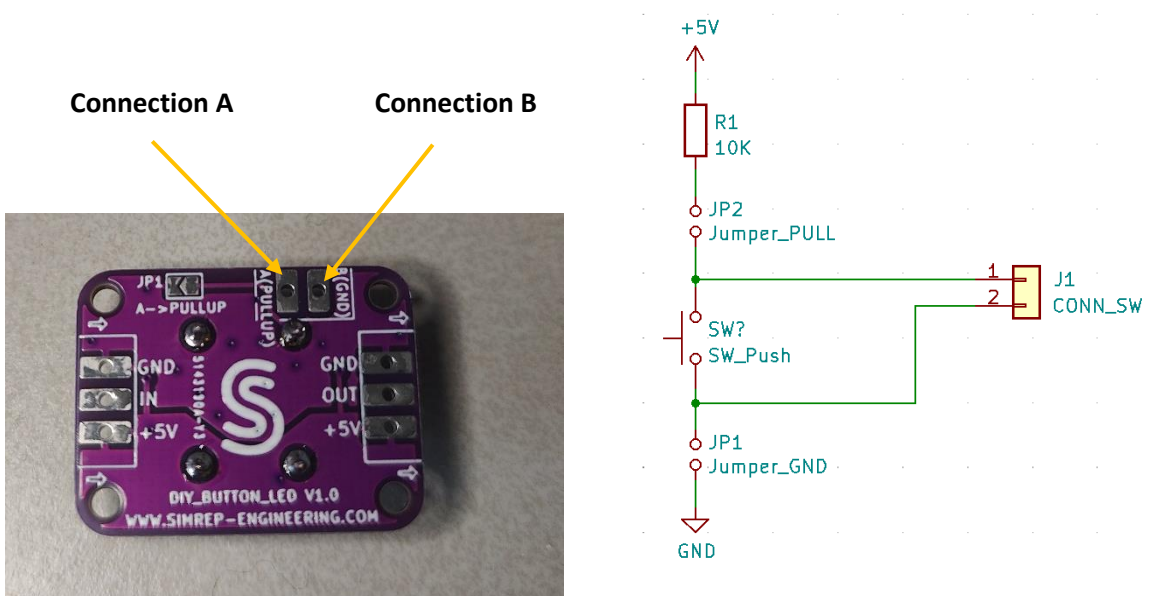 Connection A
Connection B
JP1
A->PULLUP
A(PULLUP)
B(GND)
GND
IN
+5V
GND
OUT
+5V
S
DIY_BUTTON_LED V1.0
WWW.SIMREP-ENGINEERING.COM
+5V
R1
10K
JP2
Jumper_PULL
1
2
J1
CONN_SW
SW?
SW_Push
JP1
Jumper_GND
GND